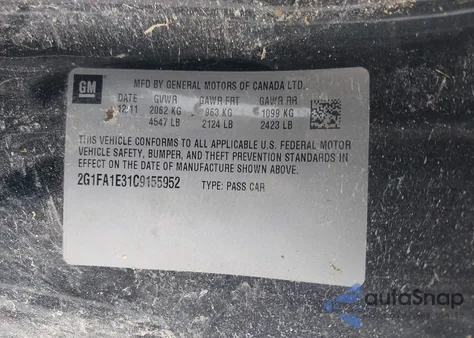 GM
MFD BY GENERAL MOTORS OF CANADA LTD.
DATE GVWR GAWR FRT GAWR RR
12/11 2062 KG 963 KG 1099 KG
4547 LB 2124 LB 2423 LB
THIS VEHICLE CONFORMS TO ALL APPLICABLE U.S. FEDERAL MOTOR
VEHICLE SAFETY, BUMPER, AND THEFT PREVENTION STANDARDS IN
EFFECT ON THE DATE OF MANUFACTURE SHOWN ABOVE.
2G1FA1E31C9155952 TYPE: PASS CAR
autoSnap